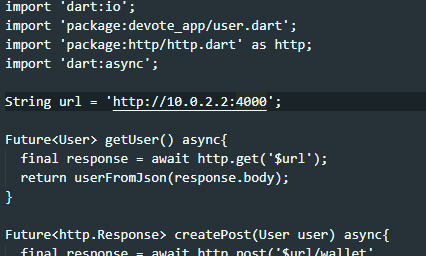 import 'dart:io';
import 'package:devote_app/user.dart';
import 'package:http/http.dart' as http;
import 'dart:async';
String url = 'http://10.0.2.2:4000';
Future<User> getUser() async{
final response = await http.get('$url');
return userFromJson(response.body);
}
Future<http.Response> createPost(User user) async{
final response = await http.post('$url/wallet'